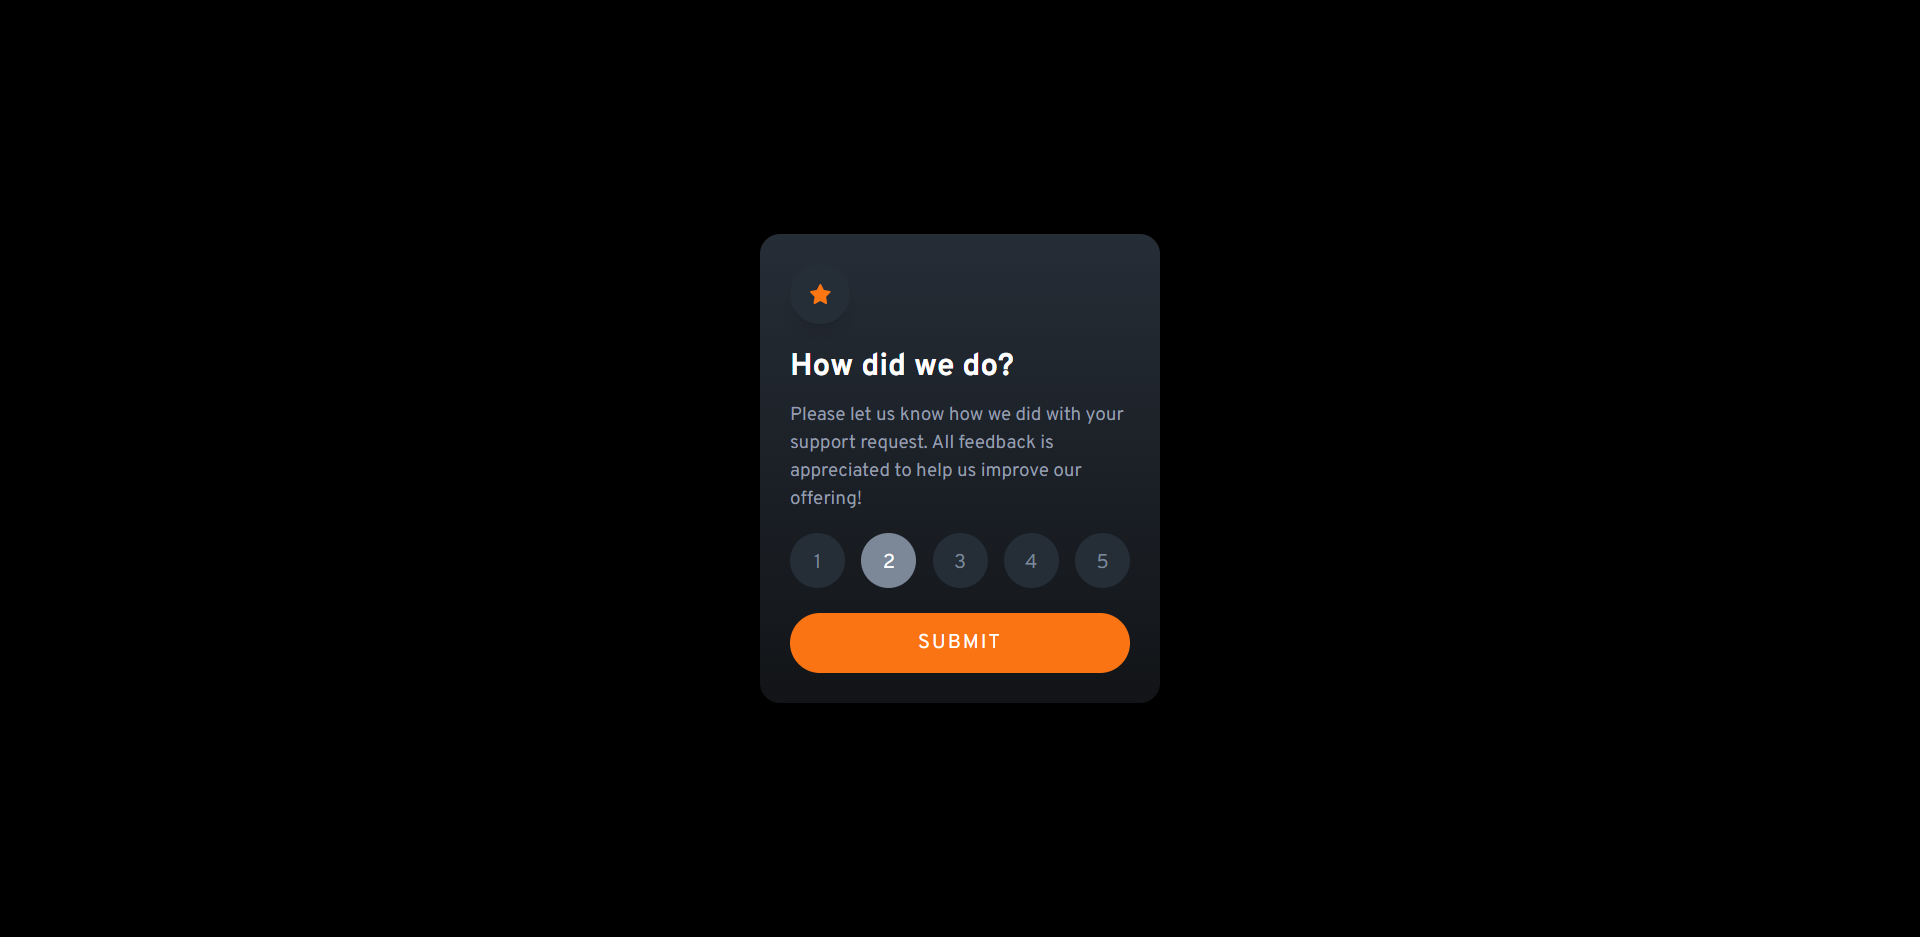 How did we do?
Please let us know how we did with your
support request. All feedback is
appreciated to help us improve our
offering!
1 2 3 4 5
SUBMIT